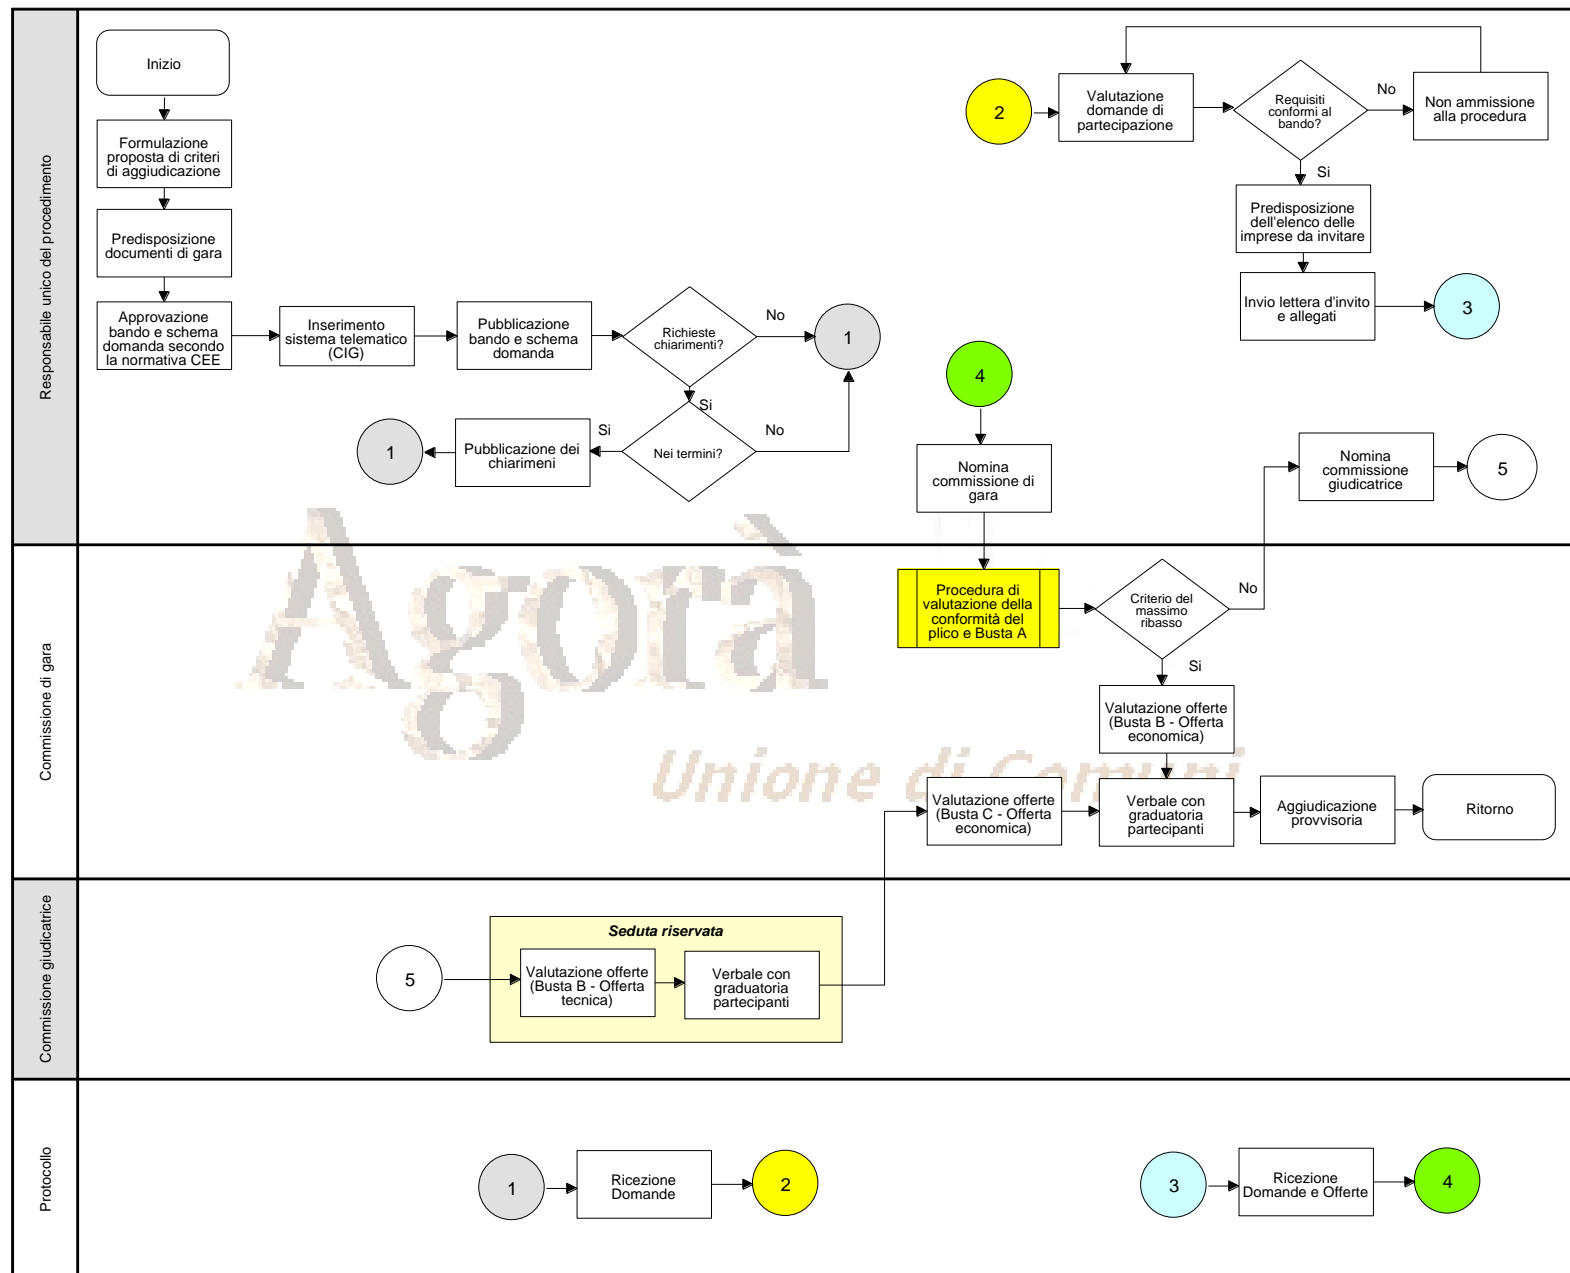 Responsabile unico del procedimento
Inizio
Formulazione
proposta di criteri
di aggiudicazione
Predisposizione
documenti di gara
Approvazione
bando e schema
domanda secondo
la normativa CEE
Inserimento
sistema telematico
(CIG)
Pubblicazione
bando e schema
domanda
Richieste
chiarimenti?
No
1
Si
Nei termini?
No
Si
Pubblicazione dei
chiarimeni
1
2
Valutazione
domande di
partecipazione
Requisiti
conformi al
bando?
No
Non ammissione
alla procedura
Si
Predisposizione
dell'elenco delle
imprese da invitare
Invio lettera d'invito
e allegati
3
4
Nomina
commissione di
gara
Nomina
commissione
giudicatrice
5
Commissione di gara
Agorà
Unione di Comuni
Procedura di
valutazione della
conformità del
plico e Busta A
Criterio del
massimo
ribasso
No
Si
Valutazione offerte
(Busta B - Offerta
economica)
Valutazione offerte
(Busta C - Offerta
economica)
Verbale con
graduatoria
partecipanti
Aggiudicazione
provvisoria
Ritorno
Commissione giudicatrice
5
Seduta riservata
Valutazione offerte
(Busta B - Offerta
tecnica)
Verbale con
graduatoria
partecipanti
Protocollo
1
Ricezione
Domande
2
3
Ricezione
Domande e Offerte
4